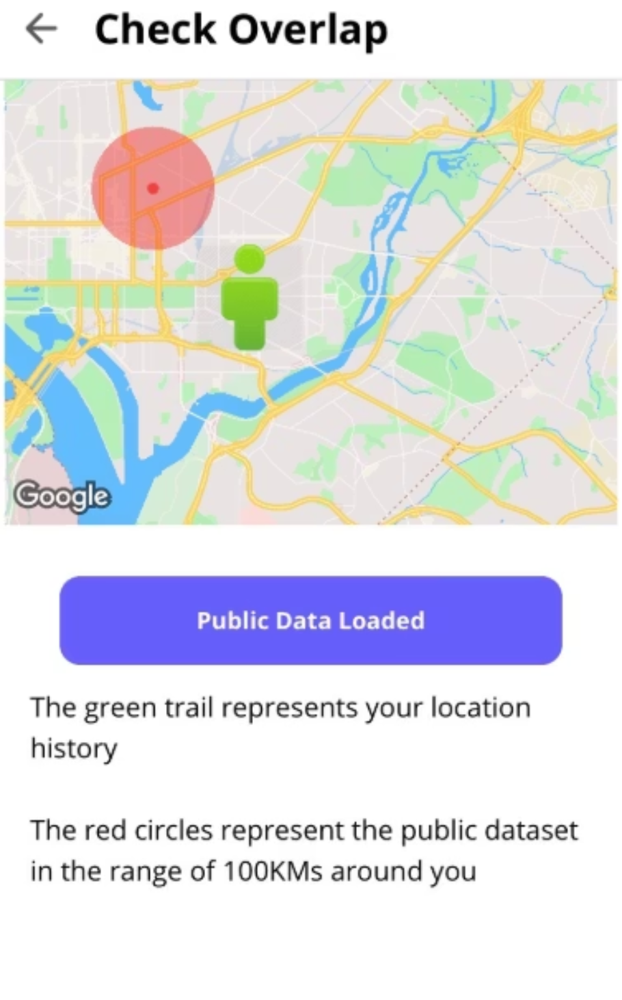 Check Overlap
Google
Public Data Loaded
The green trail represents your location
history
The red circles represent the public dataset
in the range of 100KMs around you